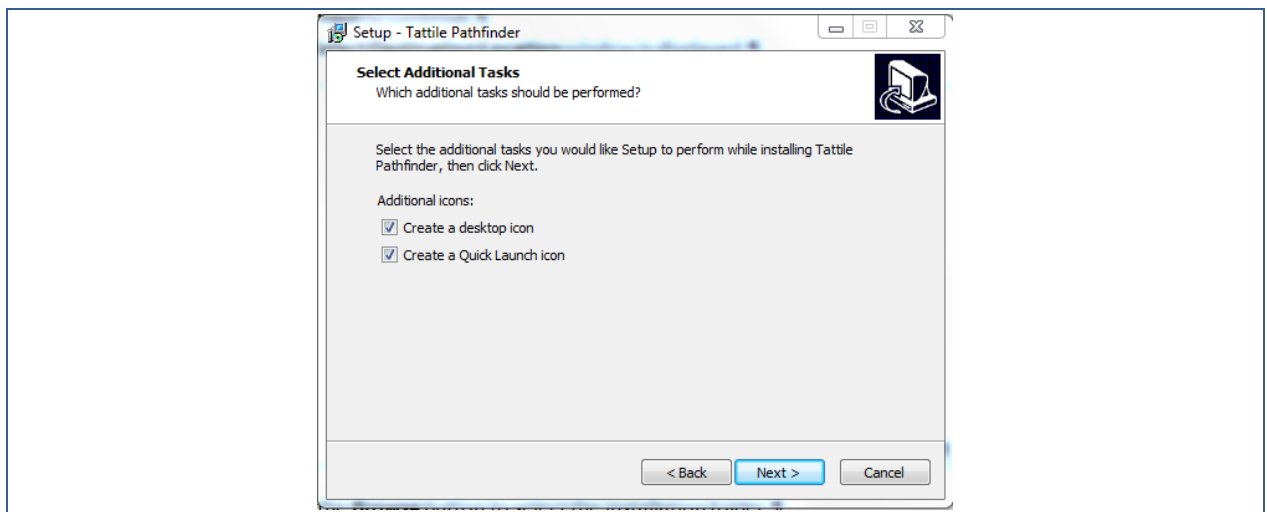 Setup - Tattile Pathfinder
Select Additional Tasks
Which additional tasks should be performed?
Select the additional tasks you would like Setup to perform while installing Tattile
Pathfinder, then click Next.
Additional icons:
Create a desktop icon
Create a Quick Launch icon
< Back Next > Cancel